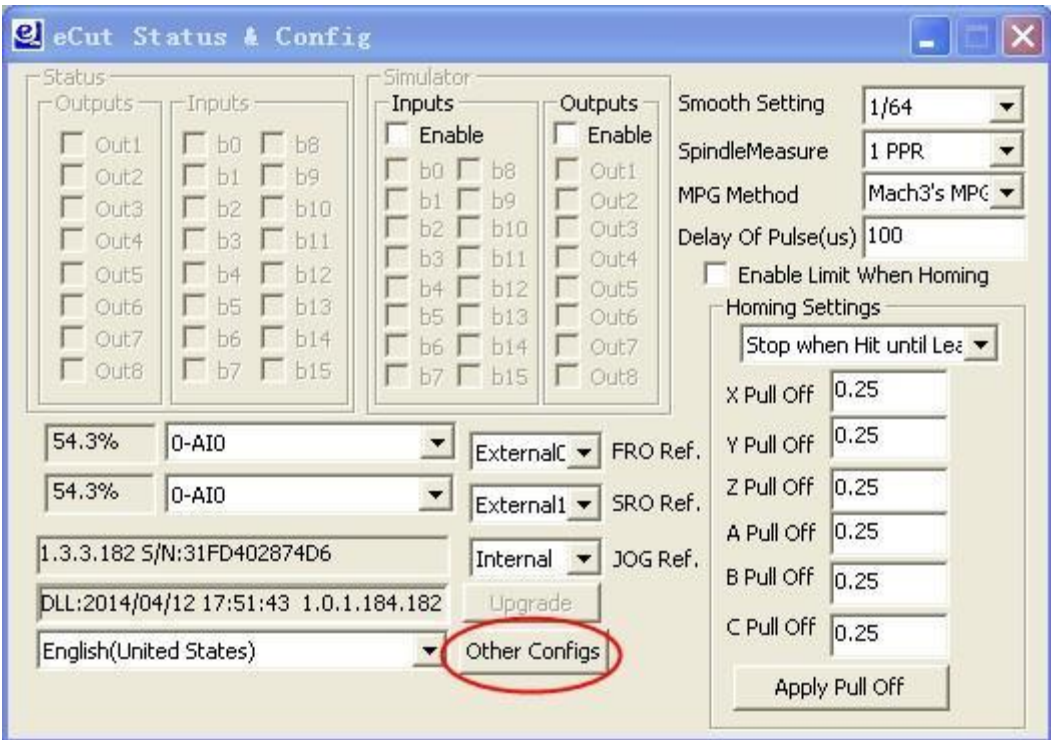 eCut Status & Config
Status
Outputs
Out1
Out2
Out3
Out4
Out5
Out6
Out7
Out8
Inputs
b0 b8
b1 b9
b2 b10
b3 b11
b4 b12
b5 b13
b6 b14
b7 b15
Simulator
Inputs
Enable
b0 b8
b1 b9
b2 b10
b3 b11
b4 b12
b5 b13
b6 b14
b7 b15
Outputs
Enable
Out1
Out2
Out3
Out4
Out5
Out6
Out7
Out8
Smooth Setting 1/64
SpindleMeasure 1 PPR
MPG Method Mach3's MPG
Delay Of Pulse(us) 100
Enable Limit When Homing
Homing Settings
Stop when Hit until Lea
X Pull Off 0.25
Y Pull Off 0.25
Z Pull Off 0.25
A Pull Off 0.25
B Pull Off 0.25
C Pull Off 0.25
Apply Pull Off
54.3% 0-AI0 External0 FRO Ref.
54.3% 0-AI0 External1 SRO Ref.
1.3.3.182 S/N:31FD402874D6 Internal JOG Ref.
DLL:2014/04/12 17:51:43 1.0.1.184.182 Upgrade
English(United States) Other Configs